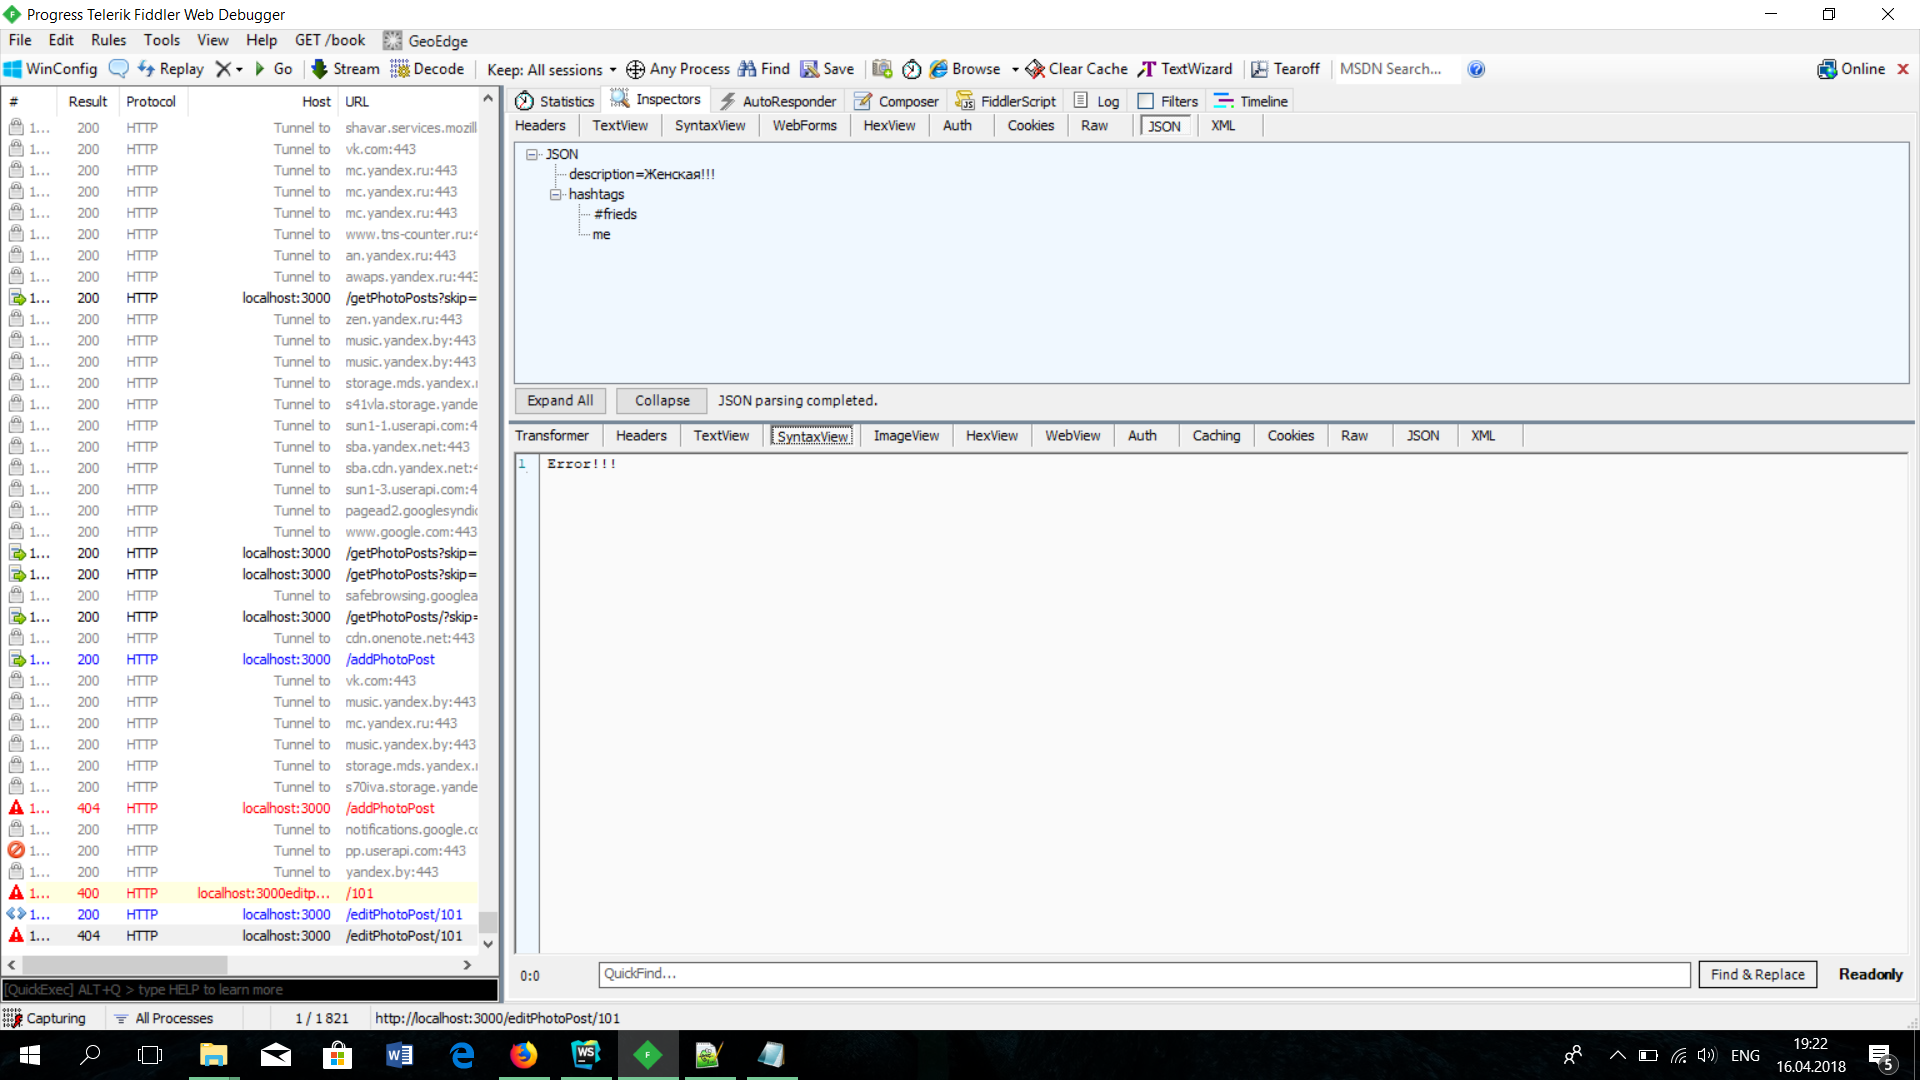 Progress Telerik Fiddler Web Debugger
File Edit Rules Tools View Help GET /book GeoEdge
WinConfig Replay Go Stream Decode Keep: All sessions Any Process Find Save Browse Clear Cache TextWizard Tearoff MSDN Search... Online
# Result Protocol Host URL
1... 200 HTTP Tunnel to shavar.services.mozill
1... 200 HTTP Tunnel to vk.com:443
1... 200 HTTP Tunnel to mc.yandex.ru:443
1... 200 HTTP Tunnel to mc.yandex.ru:443
1... 200 HTTP Tunnel to mc.yandex.ru:443
1... 200 HTTP Tunnel to www.tns-counter.ru:4
1... 200 HTTP Tunnel to an.yandex.ru:443
1... 200 HTTP Tunnel to awaps.yandex.ru:443
1... 200 HTTP localhost:3000 /getPhotoPosts?skip=
1... 200 HTTP Tunnel to zen.yandex.ru:443
1... 200 HTTP Tunnel to music.yandex.by:443
1... 200 HTTP Tunnel to music.yandex.by:443
1... 200 HTTP Tunnel to storage.mds.yandex.r
1... 200 HTTP Tunnel to s41vla.storage.yande
1... 200 HTTP Tunnel to sun1-1.userapi.com:4
1... 200 HTTP Tunnel to sba.yandex.net:443
1... 200 HTTP Tunnel to sba.cdn.yandex.net:4
1... 200 HTTP Tunnel to sun1-3.userapi.com:4
1... 200 HTTP Tunnel to pagead2.googlesyndic
1... 200 HTTP Tunnel to www.google.com:443
1... 200 HTTP localhost:3000 /getPhotoPosts?skip=
1... 200 HTTP localhost:3000 /getPhotoPosts?skip=
1... 200 HTTP Tunnel to safebrowsing.googlea
1... 200 HTTP localhost:3000 /getPhotoPosts/?skip=
1... 200 HTTP Tunnel to cdn.onenote.net:443
1... 200 HTTP localhost:3000 /addPhotoPost
1... 200 HTTP Tunnel to vk.com:443
1... 200 HTTP Tunnel to music.yandex.by:443
1... 200 HTTP Tunnel to mc.yandex.ru:443
1... 200 HTTP Tunnel to music.yandex.by:443
1... 200 HTTP Tunnel to storage.mds.yandex.r
1... 200 HTTP Tunnel to s70iva.storage.yande
1... 404 HTTP localhost:3000 /addPhotoPost
1... 200 HTTP Tunnel to notifications.google.co
1... 200 HTTP Tunnel to pp.userapi.com:443
1... 200 HTTP Tunnel to yandex.by:443
1... 400 HTTP localhost:3000editp... /101
1... 200 HTTP localhost:3000 /editPhotoPost/101
1... 404 HTTP localhost:3000 /editPhotoPost/101
[QuickExec] ALT+Q > type HELP to learn more
Statistics Inspectors AutoResponder Composer FiddlerScript Log Filters Timeline
Headers TextView SyntaxView WebForms HexView Auth Cookies Raw JSON XML
JSON
description=Женская!!!
hashtags
#frieds
me
Expand All Collapse JSON parsing completed.
Transformer Headers TextView SyntaxView ImageView HexView WebView Auth Caching Cookies Raw JSON XML
1 Error!!!
0:0 QuickFind... Find & Replace Readonly
Capturing All Processes 1 / 1 821 http://localhost:3000/editPhotoPost/101
ENG 19:22
16.04.2018
5